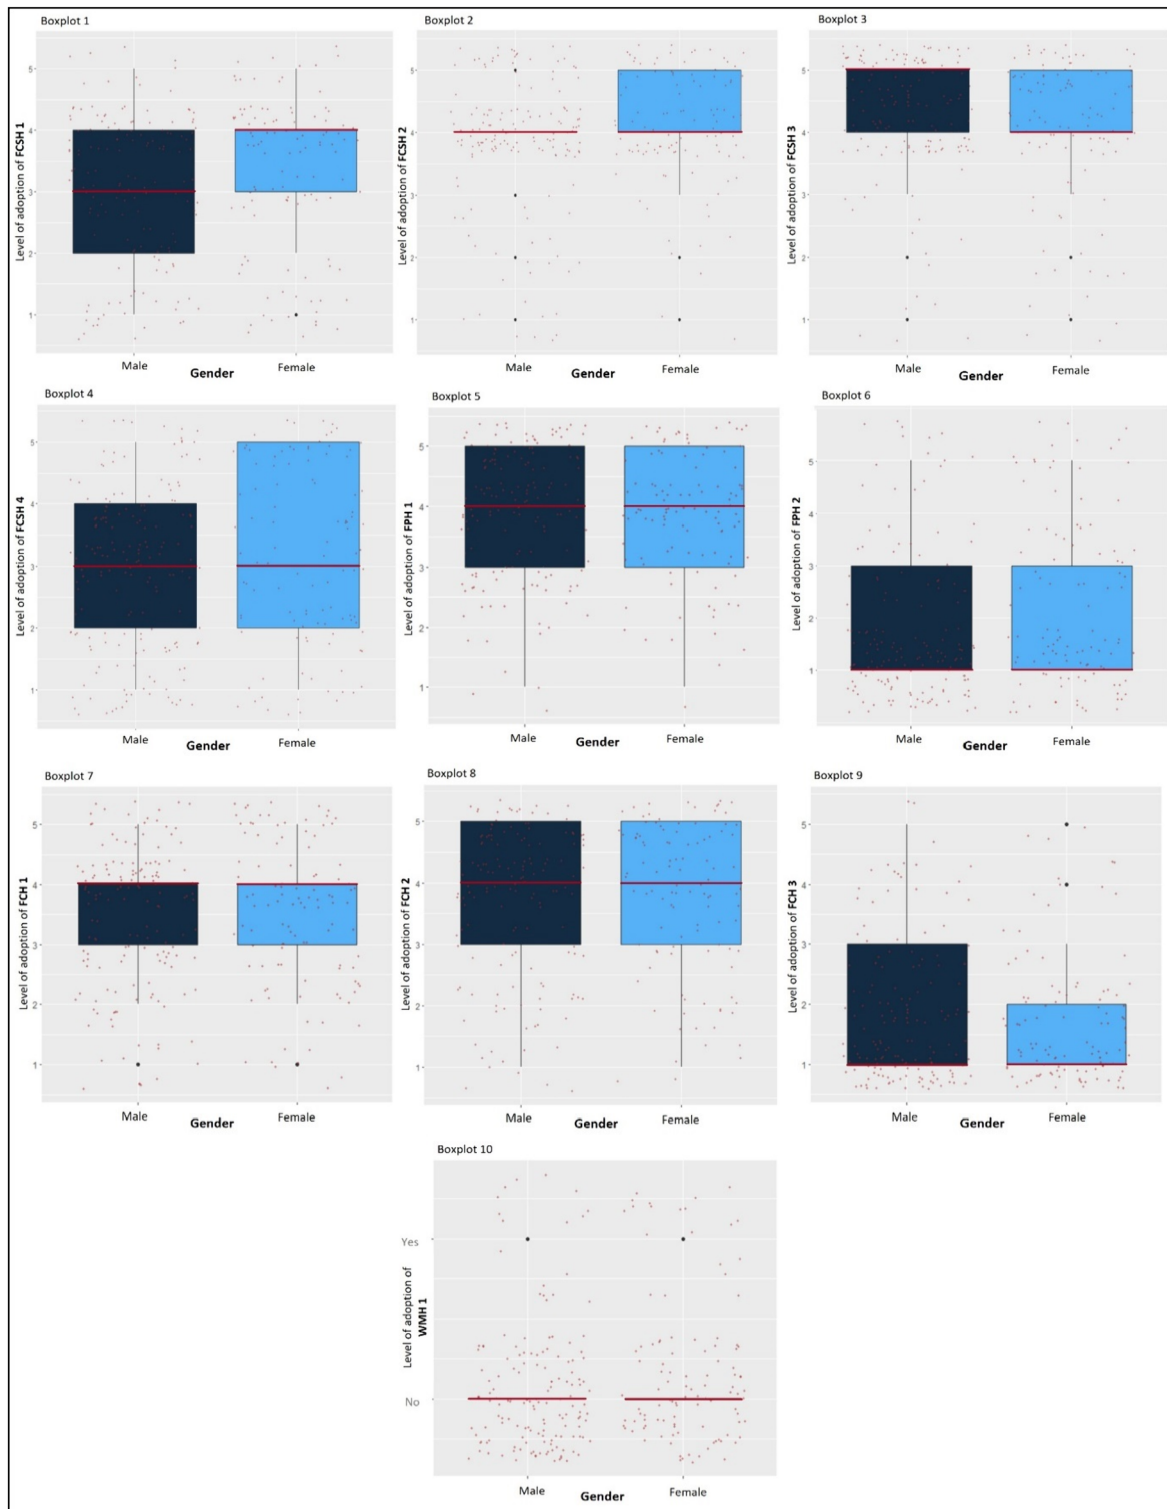 Boxplot 1
Level of adoption of FCSH 1
5
4
3
2
1
Male
Female
Gender
Boxplot 2
Level of adoption of FCSH 2
5
4
3
2
1
Male
Female
Gender
Boxplot 3
Level of adoption of FCSH 3
5
4
3
2
1
Male
Female
Gender
Boxplot 4
Level of adoption of FCSH 4
5
4
3
2
1
Male
Female
Gender
Boxplot 5
Level of adoption of FPH 1
5
4
3
2
1
Male
Female
Gender
Boxplot 6
Level of adoption of FPH 2
5
4
3
2
1
Male
Female
Gender
Boxplot 7
Level of adoption of FCH 1
5
4
3
2
1
Male
Female
Gender
Boxplot 8
Level of adoption of FCH 2
5
4
3
2
1
Male
Female
Gender
Boxplot 9
Level of adoption of FCH 3
5
4
3
2
1
Male
Female
Gender
Boxplot 10
Level of adoption of
WMH 1
Yes
No
Male
Female
Gender